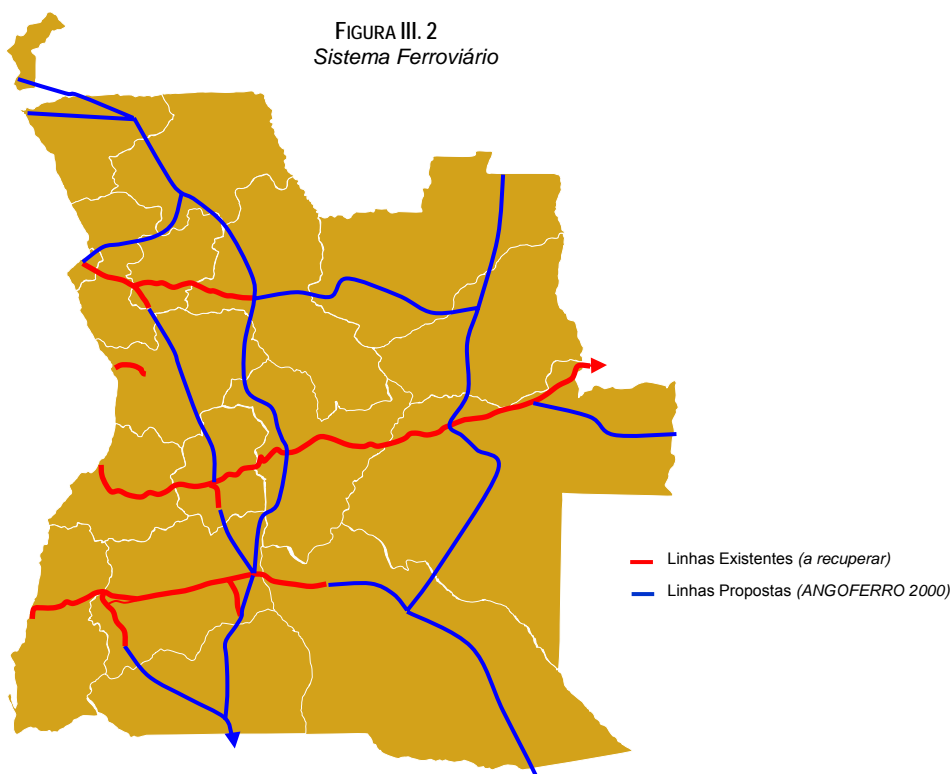 FIGURA III. 2
Sistema Ferroviário
Linhas Existentes (a recuperar)
Linhas Propostas (ANGOFERRO 2000)